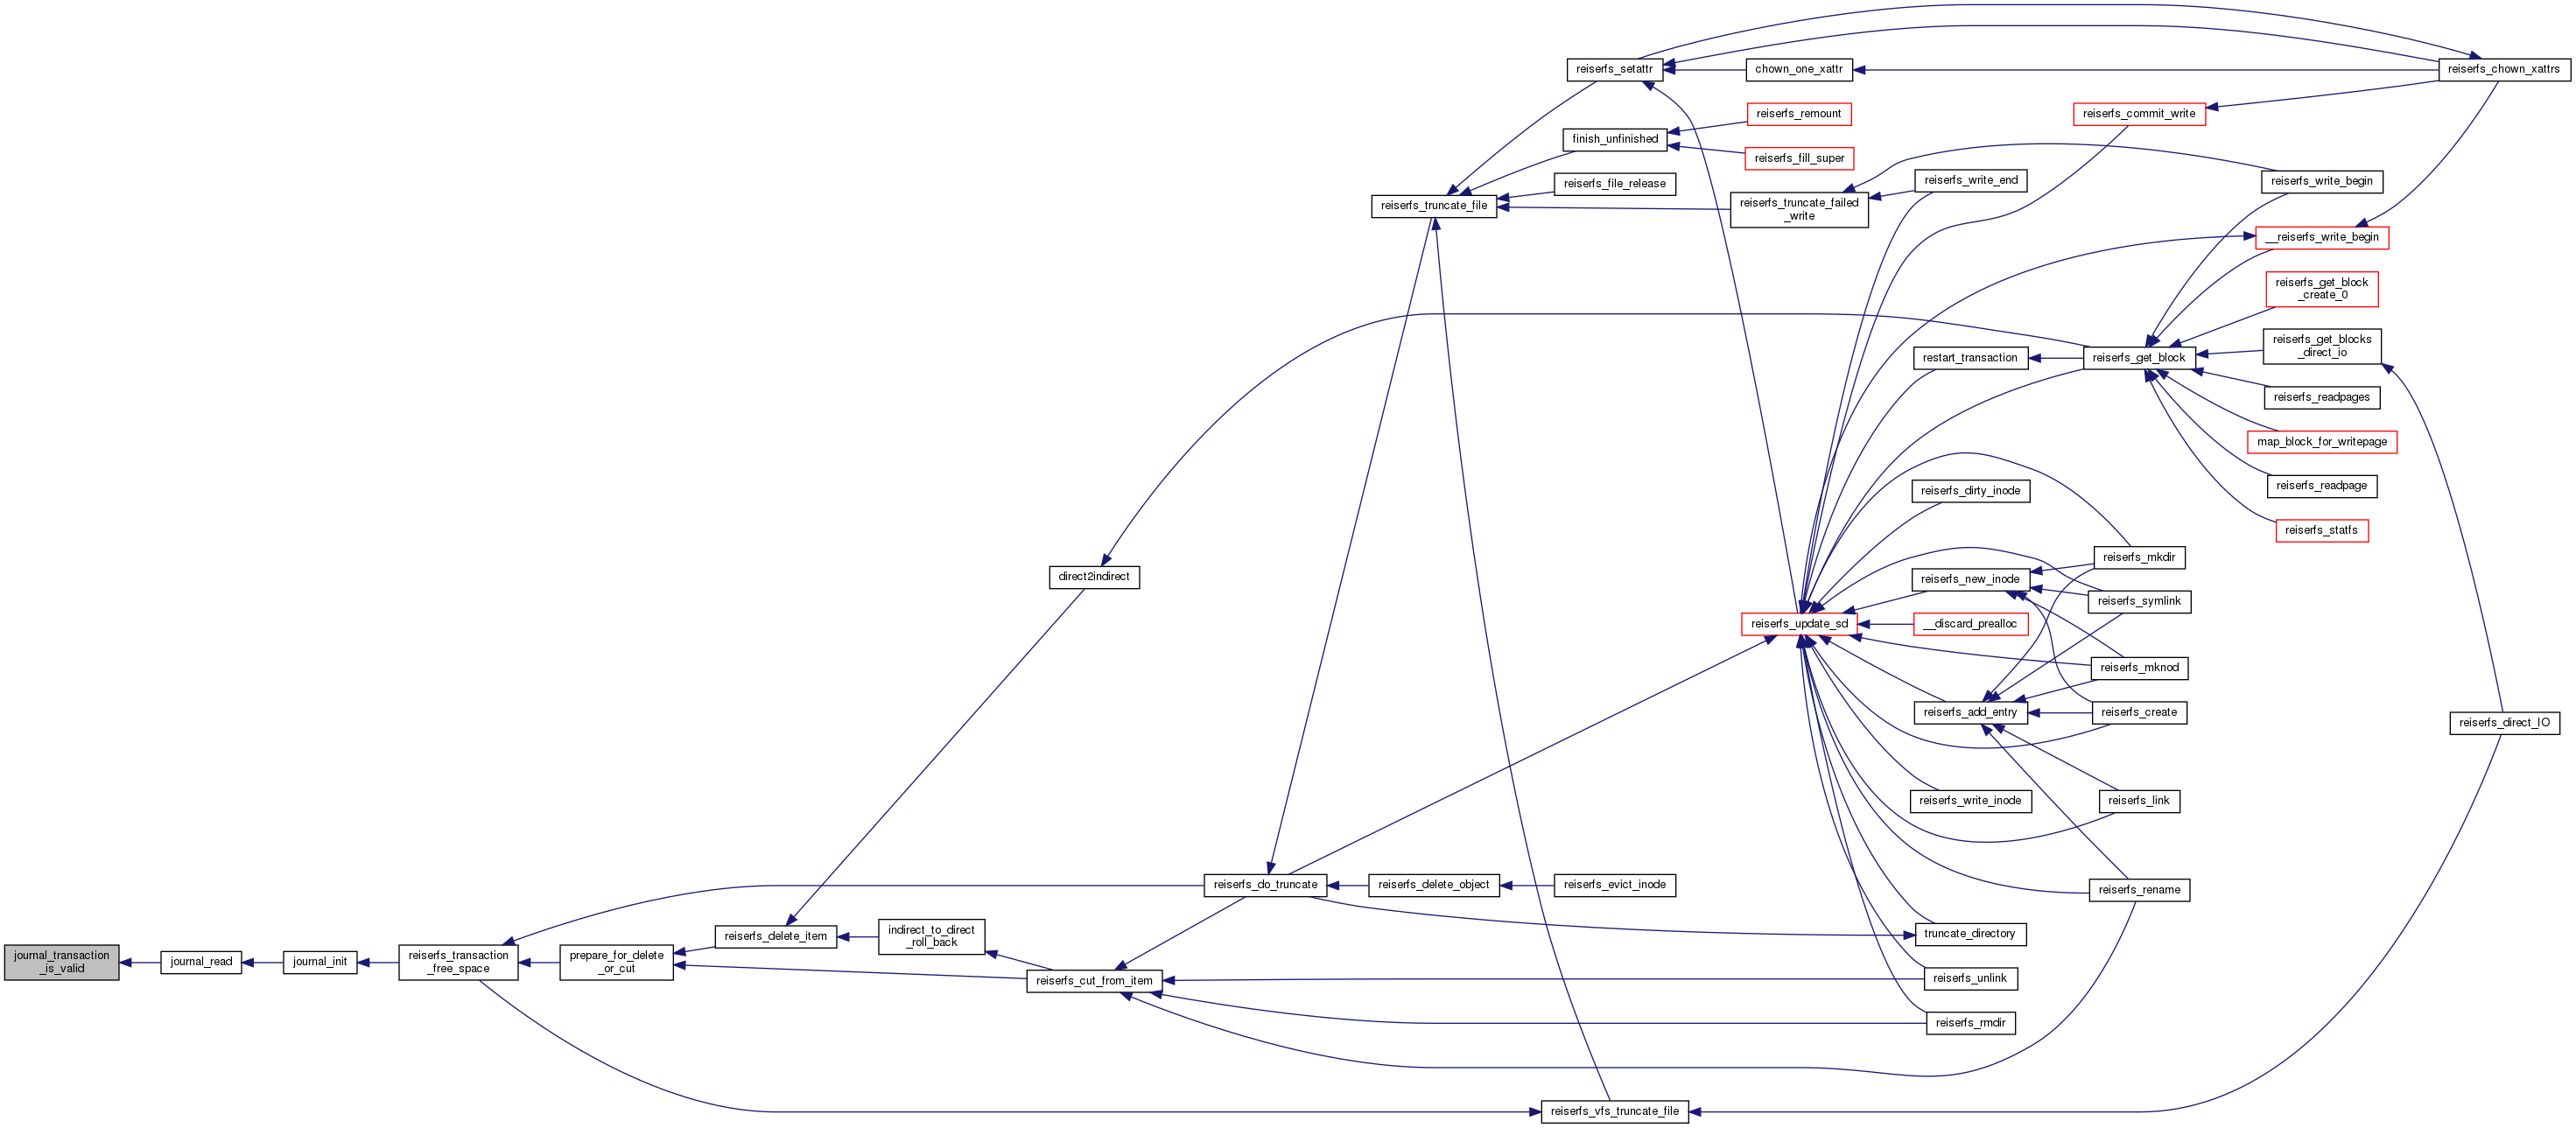 reiserfs_setattr
chown_one_xattr
reiserfs_chown_xattrs
reiserfs_remount
reiserfs_commit_write
finish_unfinished
reiserfs_fill_super
reiserfs_file_release
reiserfs_write_end
reiserfs_write_begin
reiserfs_truncate_file
reiserfs_truncate_failed
_write
__reiserfs_write_begin
reiserfs_get_block
_create_0
reiserfs_get_blocks
_direct_io
restart_transaction
reiserfs_get_block
reiserfs_readpages
map_block_for_writepage
reiserfs_dirty_inode
reiserfs_readpage
reiserfs_statfs
reiserfs_mkdir
direct2indirect
reiserfs_new_inode
reiserfs_symlink
reiserfs_update_sd
__discard_prealloc
reiserfs_mknod
reiserfs_add_entry
reiserfs_create
reiserfs_direct_IO
reiserfs_write_inode
reiserfs_link
reiserfs_do_truncate
reiserfs_delete_object
reiserfs_evict_inode
reiserfs_rename
reiserfs_delete_item
indirect_to_direct
_roll_back
truncate_directory
journal_transaction
_is_valid
journal_read
journal_init
reiserfs_transaction
_free_space
prepare_for_delete
_or_cut
reiserfs_cut_from_item
reiserfs_unlink
reiserfs_rmdir
reiserfs_vfs_truncate_file